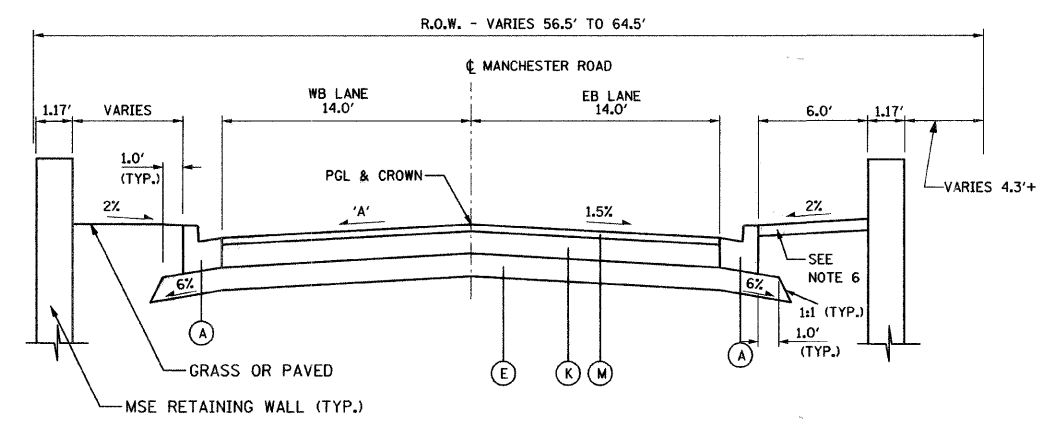 R.O.W. - VARIES 56.5' TO 64.5'
℄ MANCHESTER ROAD
WB LANE
14.0'
EB LANE
14.0'
1.17'
VARIES
6.0'
1.17'
1.0'
(TYP.)
PGL & CROWN
VARIES 4.3'+
2%
'A'
1.5%
2%
SEE
NOTE 6
6%
6%
1:1 (TYP.)
1.0'
(TYP.)
A
A
E
K
M
GRASS OR PAVED
MSE RETAINING WALL (TYP.)